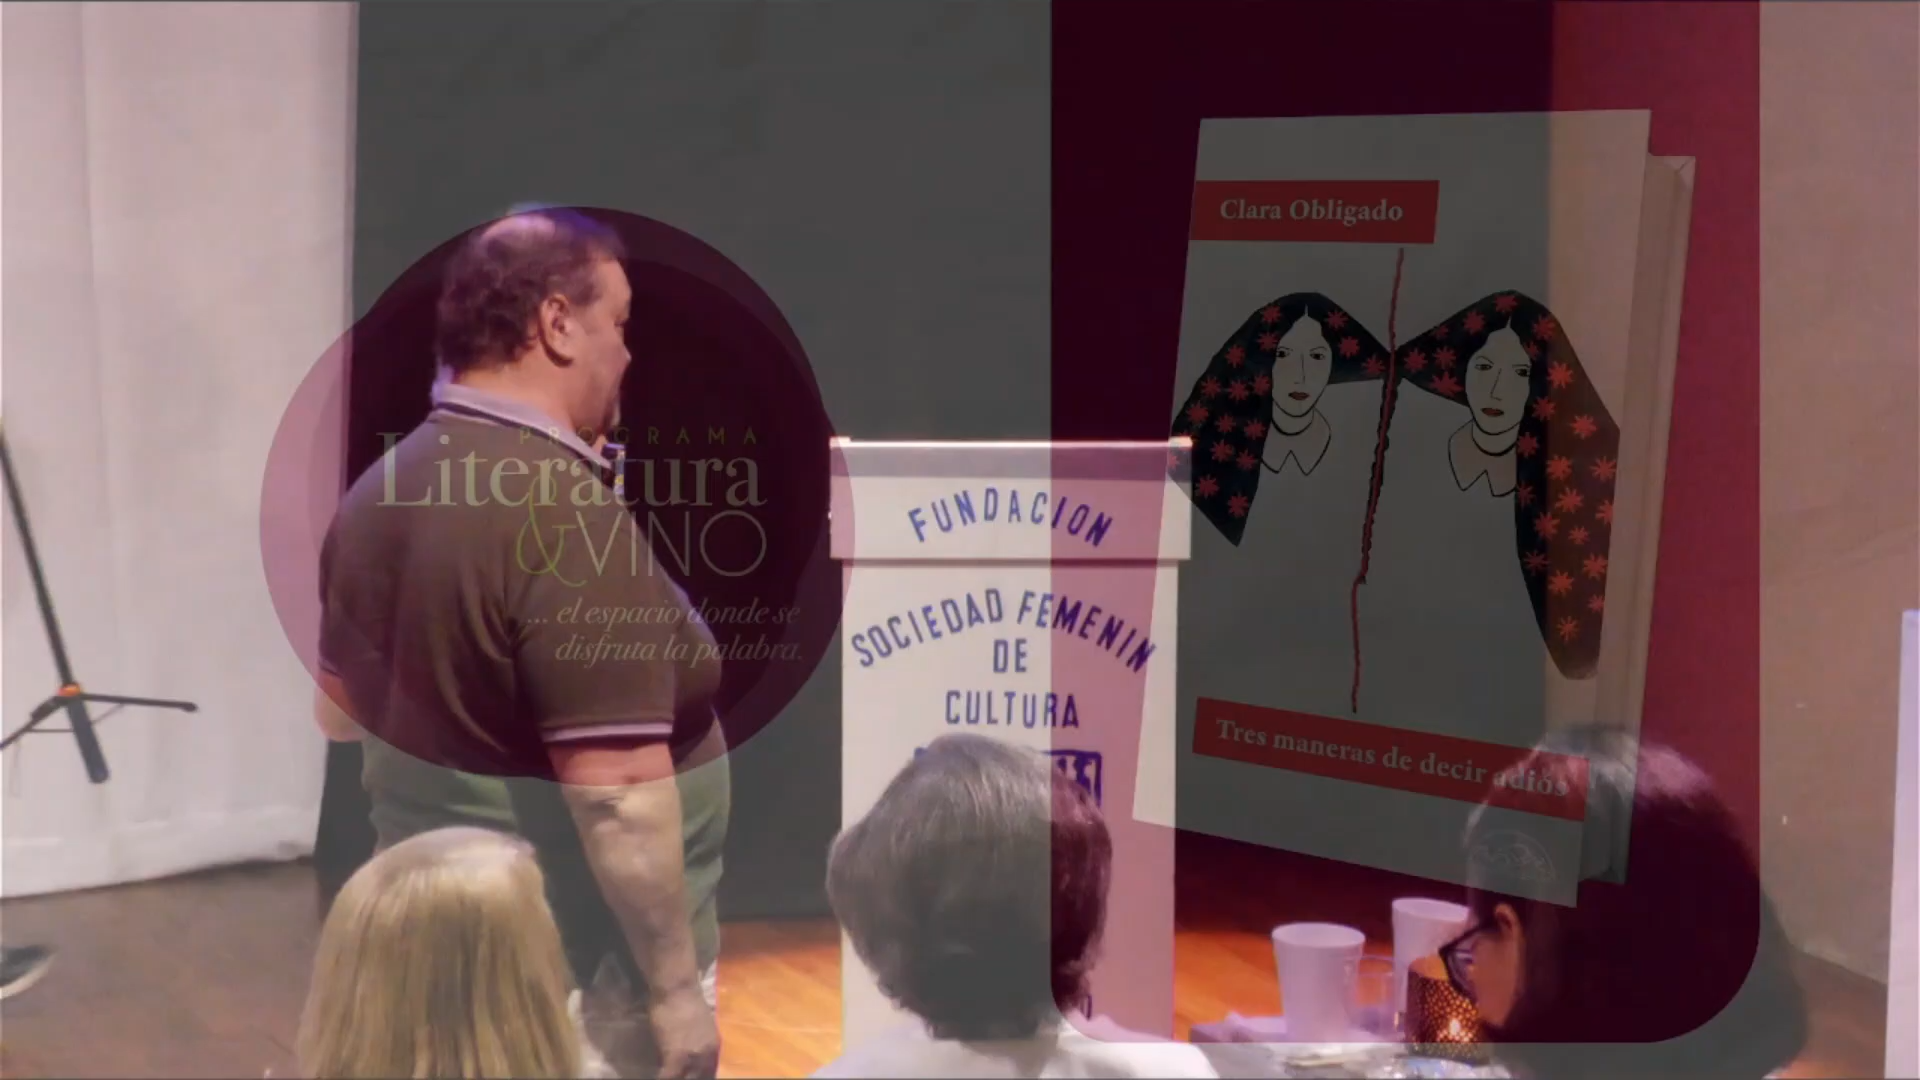 PROGRAMA
Literatura
&VINO
... el espacio donde se
disfruta la palabra.
FUNDACION
SOCIEDAD FEMENIN
DE
CULTURA
Clara Obligado
Tres maneras de decir adiós